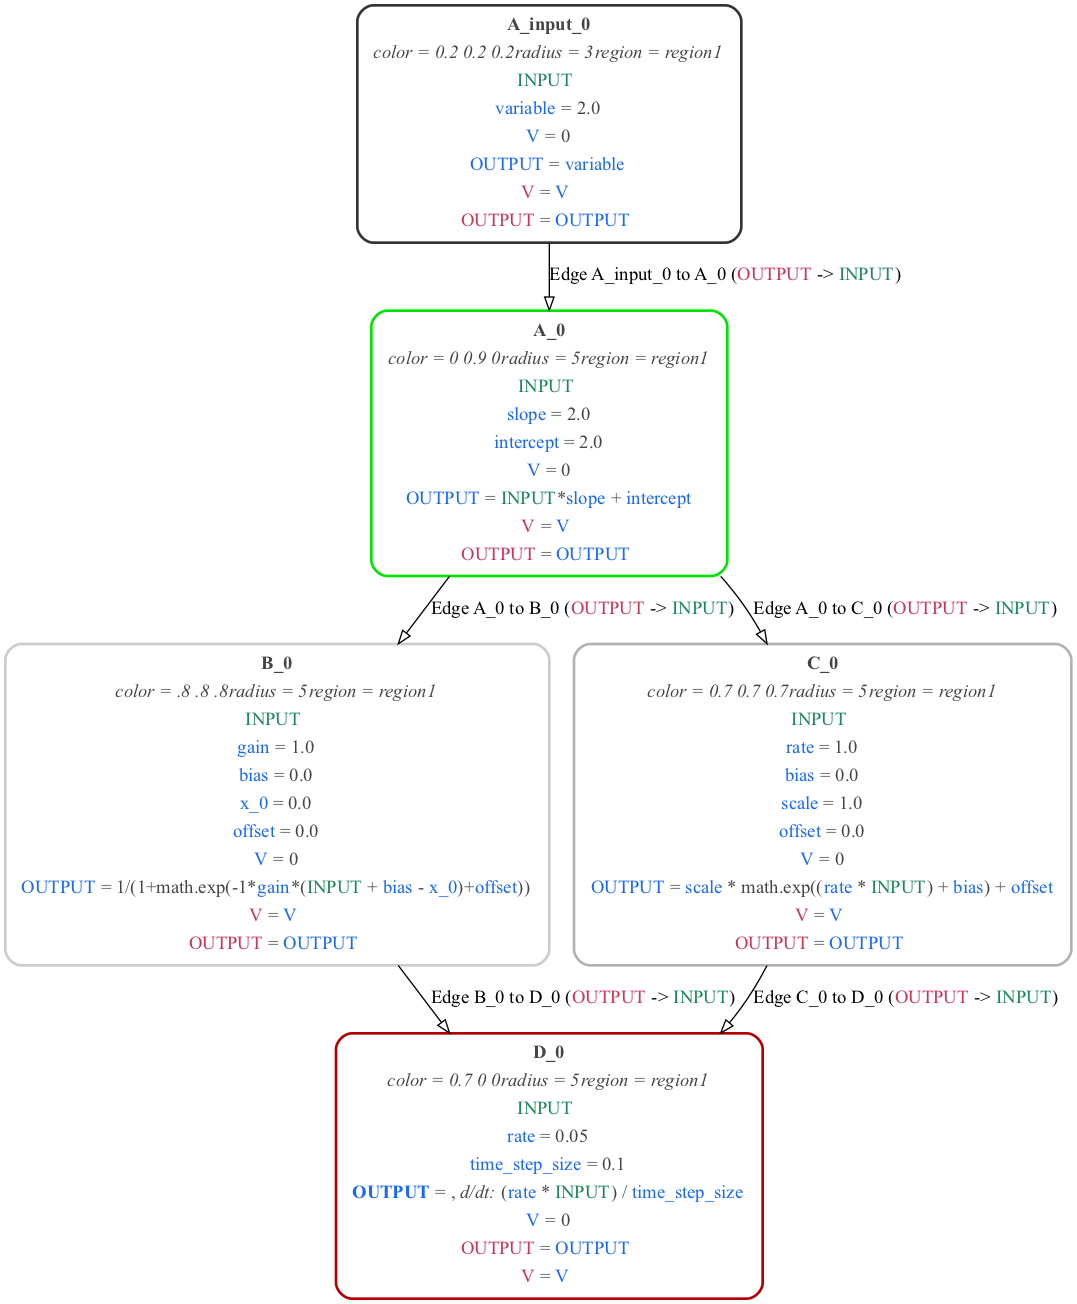 A_input_0
color = 0.2 0.2 0.2radius = 3region = region1
INPUT
variable = 2.0
V = 0
OUTPUT = variable
V = V
OUTPUT = OUTPUT
Edge A_input_0 to A_0 (OUTPUT -> INPUT)
A_0
color = 0 0.9 0radius = 5region = region1
INPUT
slope = 2.0
intercept = 2.0
V = 0
OUTPUT = INPUT*slope + intercept
V = V
OUTPUT = OUTPUT
Edge A_0 to B_0 (OUTPUT -> INPUT)
Edge A_0 to C_0 (OUTPUT -> INPUT)
B_0
color = .8 .8 .8radius = 5region = region1
INPUT
gain = 1.0
bias = 0.0
x_0 = 0.0
offset = 0.0
V = 0
OUTPUT = 1/(1+math.exp(-1*gain*(INPUT + bias - x_0)+offset))
V = V
OUTPUT = OUTPUT
C_0
color = 0.7 0.7 0.7radius = 5region = region1
INPUT
rate = 1.0
bias = 0.0
scale = 1.0
offset = 0.0
V = 0
OUTPUT = scale * math.exp((rate * INPUT) + bias) + offset
V = V
OUTPUT = OUTPUT
Edge B_0 to D_0 (OUTPUT -> INPUT)
Edge C_0 to D_0 (OUTPUT -> INPUT)
D_0
color = 0.7 0 0radius = 5region = region1
INPUT
rate = 0.05
time_step_size = 0.1
OUTPUT = , d/dt: (rate * INPUT) / time_step_size
V = 0
OUTPUT = OUTPUT
V = V